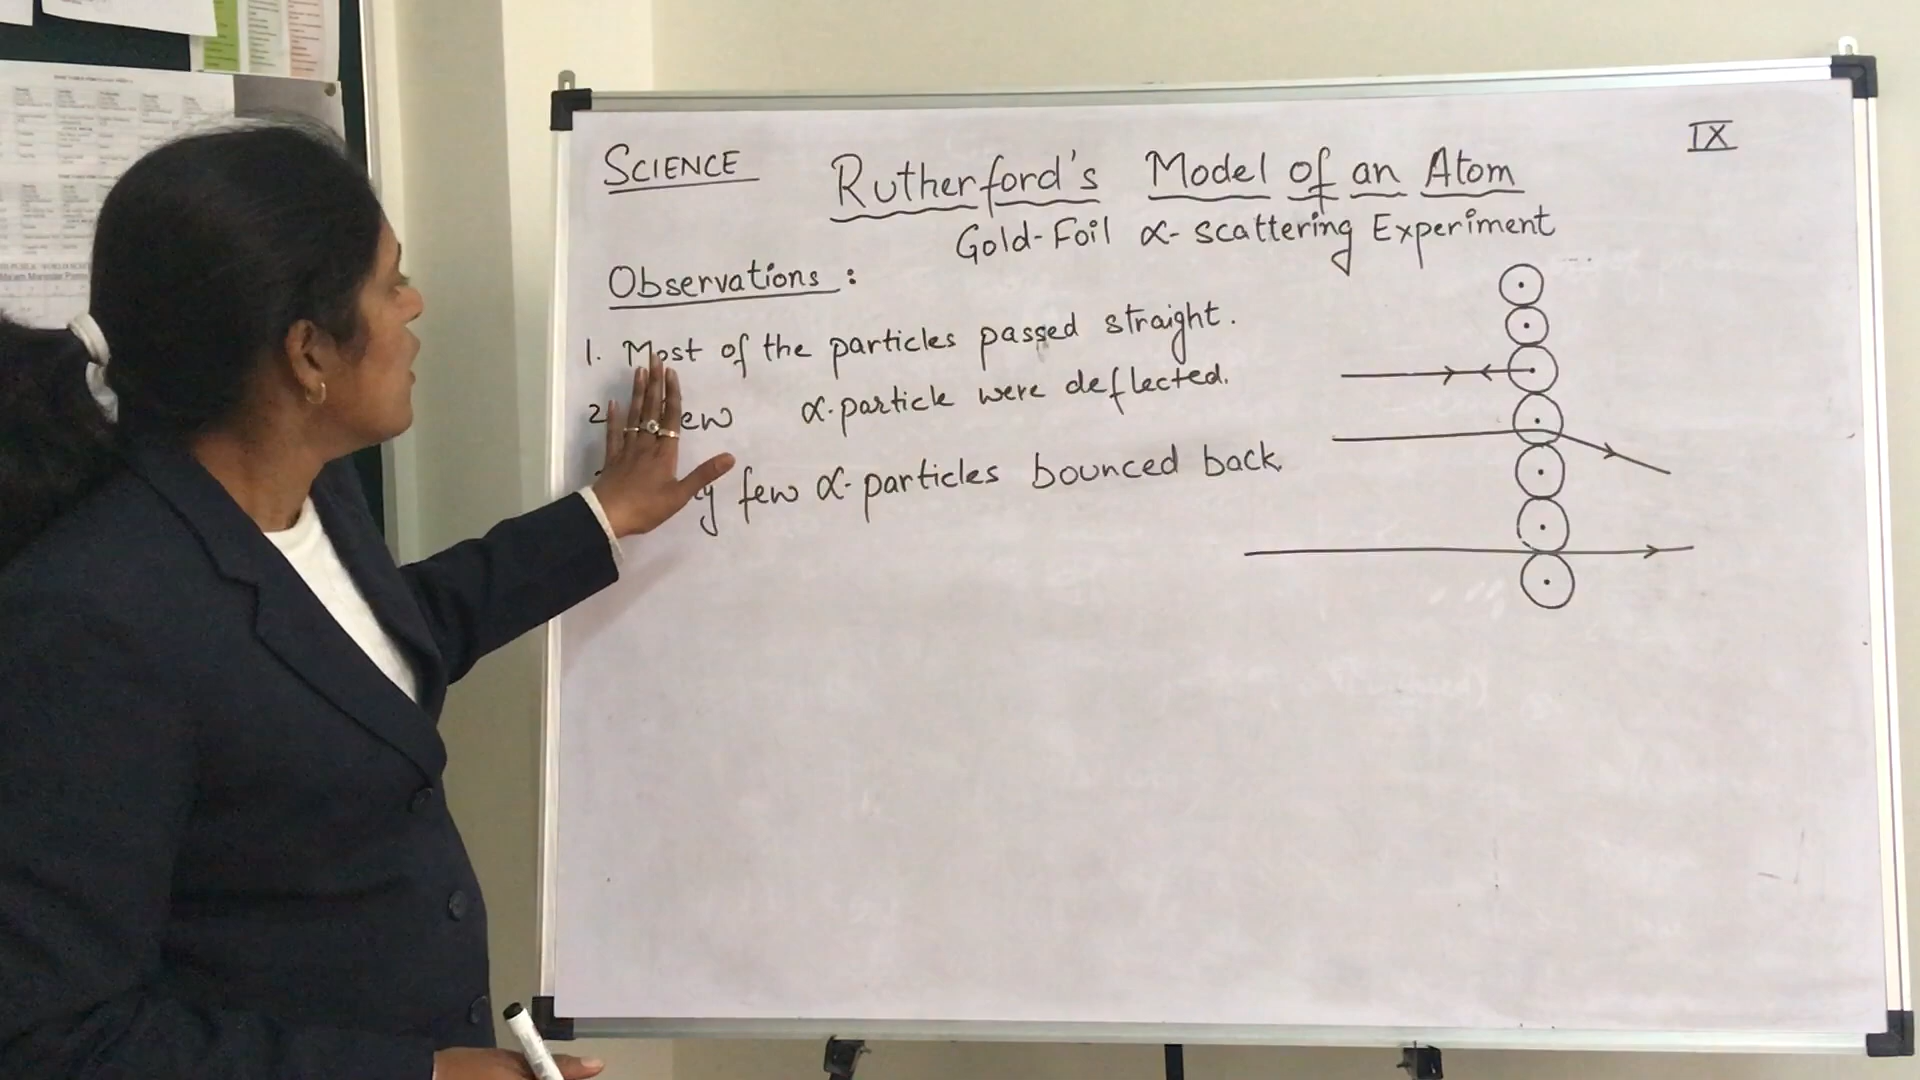 SCIENCE
IX
Rutherford's Model of an Atom
Gold-Foil α- scattering Experiment
Observations :
1. Most of the particles passed straight.
2 ew α-particle were deflected.
y few α-particles bounced back.